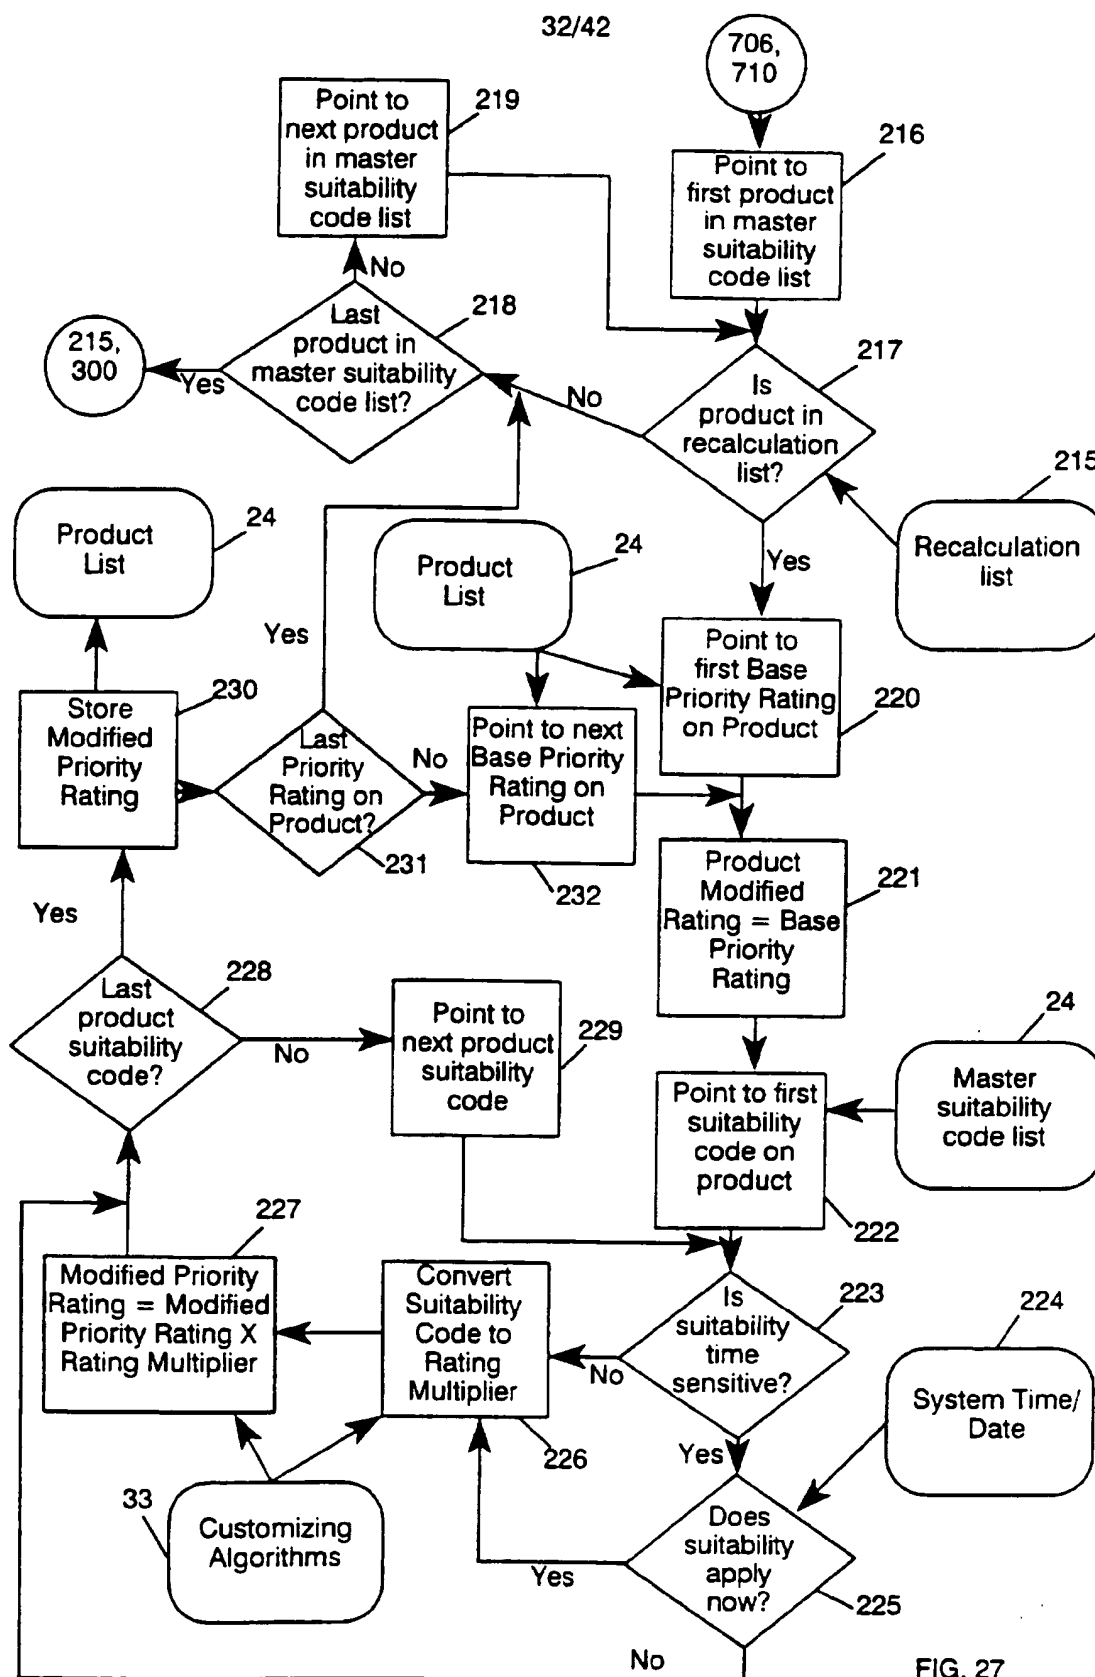 32/42
706,
710
Point to
next product
in master
suitability
code list
219
Point to
first product
in master
suitability
code list
216
No
Last
product in
master suitability
code list?
218
215,
300
Yes
Is
product in
recalculation
list?
217
No
Yes
Recalculation
list
215
Product
List
24
Product
List
24
Yes
Point to
first Base
Priority Rating
on Product
220
Store
Modified
Priority
Rating
230
Last
Priority
Rating on
Product?
231
No
Point to next
Base Priority
Rating on
Product
232
Product
Modified
Rating = Base
Priority
Rating
221
Yes
Last
product
suitability
code?
228
No
Point to
next product
suitability
code
229
Point to first
suitability
code on
product
222
Master
suitability
code list
24
Modified Priority
Rating = Modified
Priority Rating X
Rating Multiplier
227
Convert
Suitability
Code to
Rating
Multiplier
226
Is
suitability
time
sensitive?
223
No
Yes
System Time/
Date
224
Customizing
Algorithms
33
Does
suitability
apply
now?
225
Yes
No
FIG. 27